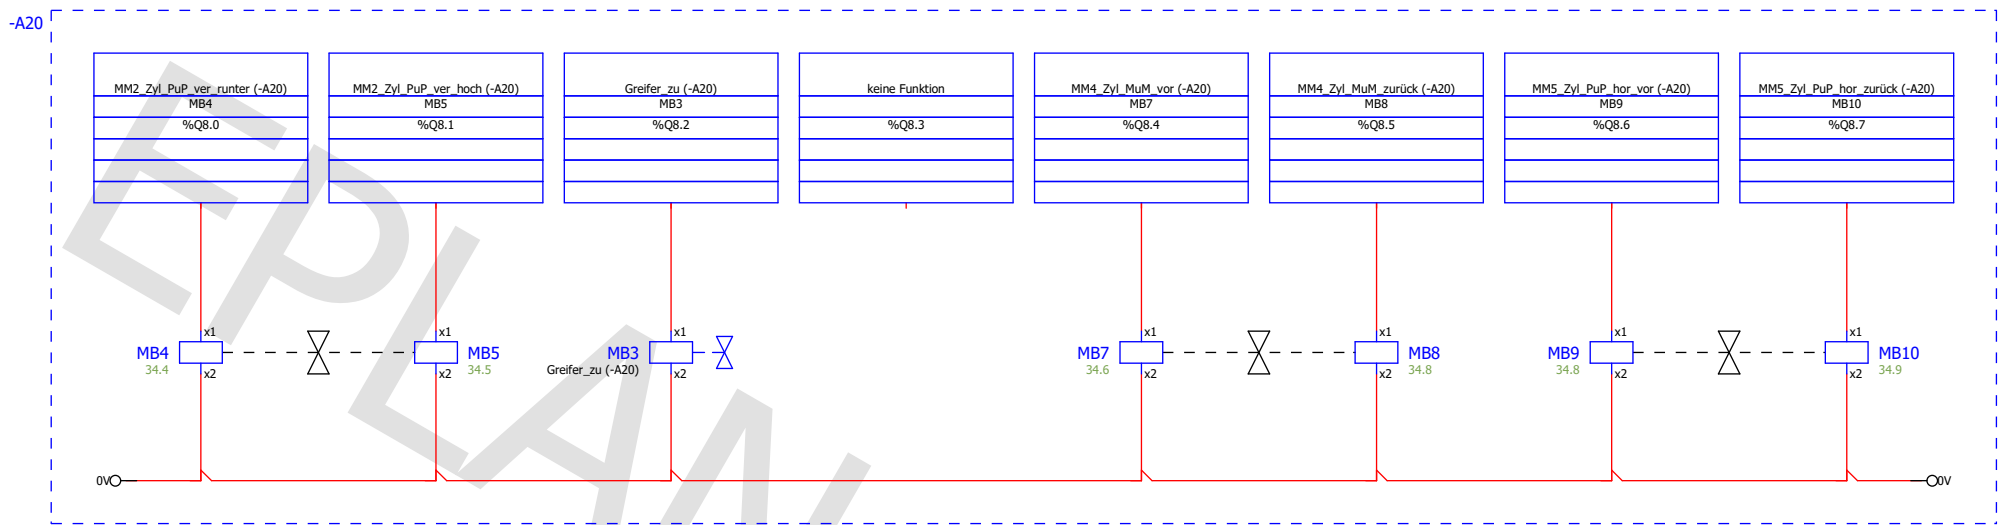 -A20
MM2_Zyl_PuP_ver_runter (-A20)
MB4
%Q8.0
MM2_Zyl_PuP_ver_hoch (-A20)
MB5
%Q8.1
Greifer_zu (-A20)
MB3
%Q8.2
keine Funktion
%Q8.3
MM4_Zyl_MuM_vor (-A20)
MB7
%Q8.4
MM4_Zyl_MuM_zurück (-A20)
MB8
%Q8.5
MM5_Zyl_PuP_hor_vor (-A20)
MB9
%Q8.6
MM5_Zyl_PuP_hor_zurück (-A20)
MB10
%Q8.7
x1
MB4
34.4
x2
x1
MB5
34.5
x2
x1
MB3
Greifer_zu (-A20)
x2
x1
MB7
34.6
x2
x1
MB8
34.8
x2
x1
MB9
34.8
x2
x1
MB10
34.9
x2
0V
0V
EPLAN